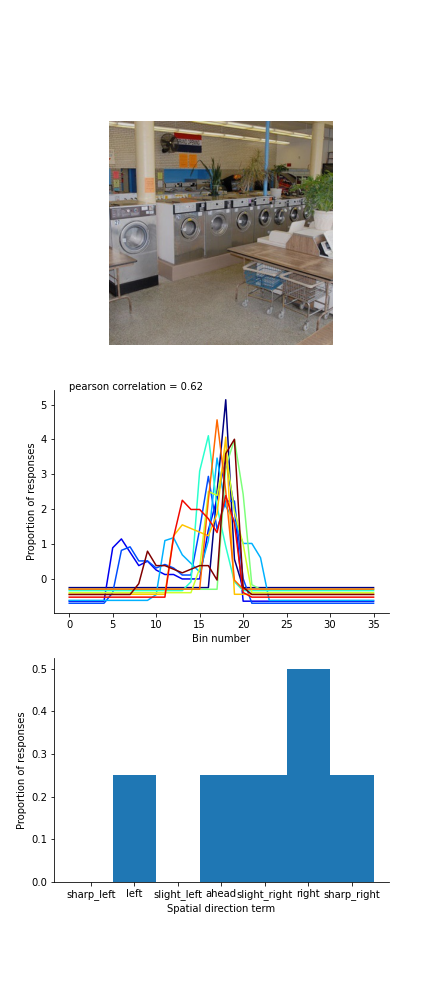 pearson correlation = 0.62
5
4
3
2
1
0
Proportion of responses
0 5 10 15 20 25 30 35
Bin number
0.5
0.4
0.3
0.2
0.1
0.0
Proportion of responses
sharp_left left slight_left ahead slight_right right sharp_right
Spatial direction term